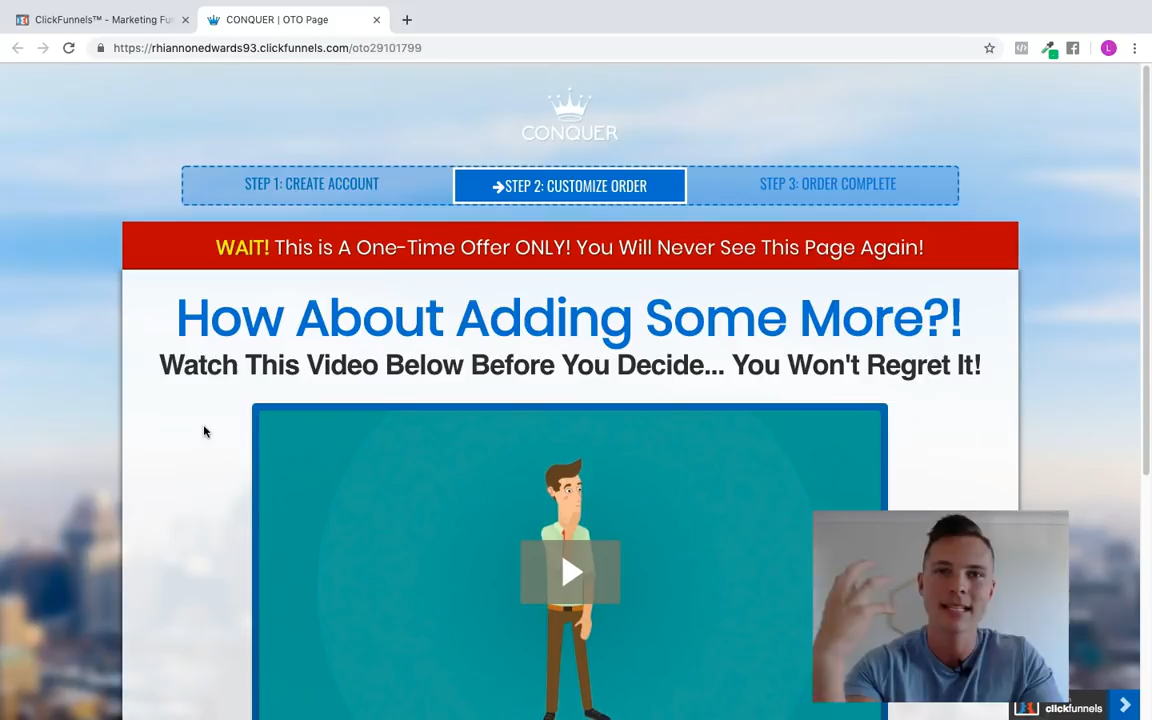 ClickFunnels™ - Marketing Fu
CONQUER | OTO Page
https://rhiannonedwards93.clickfunnels.com/oto29101799
L
CONQUER
STEP 1: CREATE ACCOUNT
STEP 2: CUSTOMIZE ORDER
STEP 3: ORDER COMPLETE
WAIT! This is A One-Time Offer ONLY! You Will Never See This Page Again!
How About Adding Some More?!
Watch This Video Below Before You Decide... You Won't Regret It!
clickfunnels